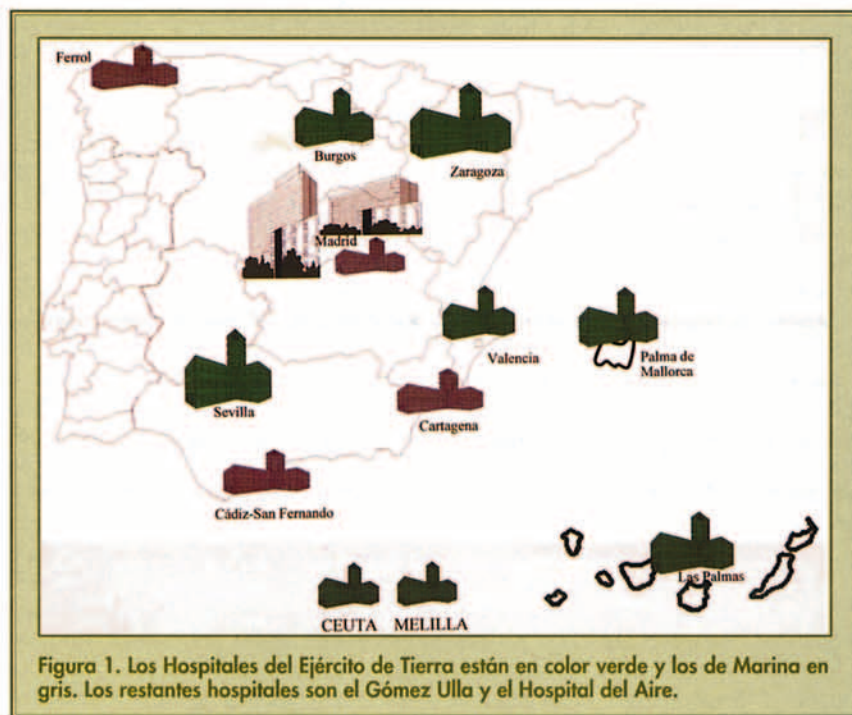 Ferrol
Burgos
Zaragoza
Madrid
Valencia
Palma de
Mallorca
Sevilla
Cartagena
Cádiz-San Fernando
Las Palmas
CEUTA MELILLA
Figura 1. Los Hospitales del Ejército de Tierra están en color verde y los de Marina en
gris. Los restantes hospitales son el Gómez Ulla y el Hospital del Aire.